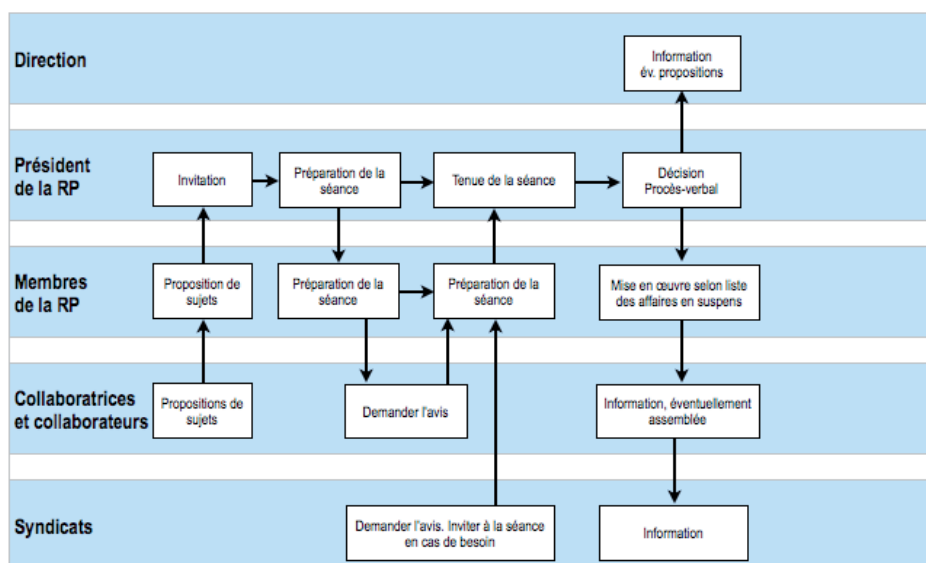 Direction
Information
év. propositions
Président
de la RP
Invitation
Préparation de la
séance
Tenue de la séance
Décision
Procès-verbal
Membres
de la RP
Proposition de
sujets
Préparation de la
séance
Préparation de la
séance
Mise en œuvre selon liste
des affaires en suspens
Collaboratrices
et collaborateurs
Propositions de
sujets
Demander l'avis
Information, éventuellement
assemblée
Syndicats
Demander l'avis. Inviter à la séance
en cas de besoin
Information